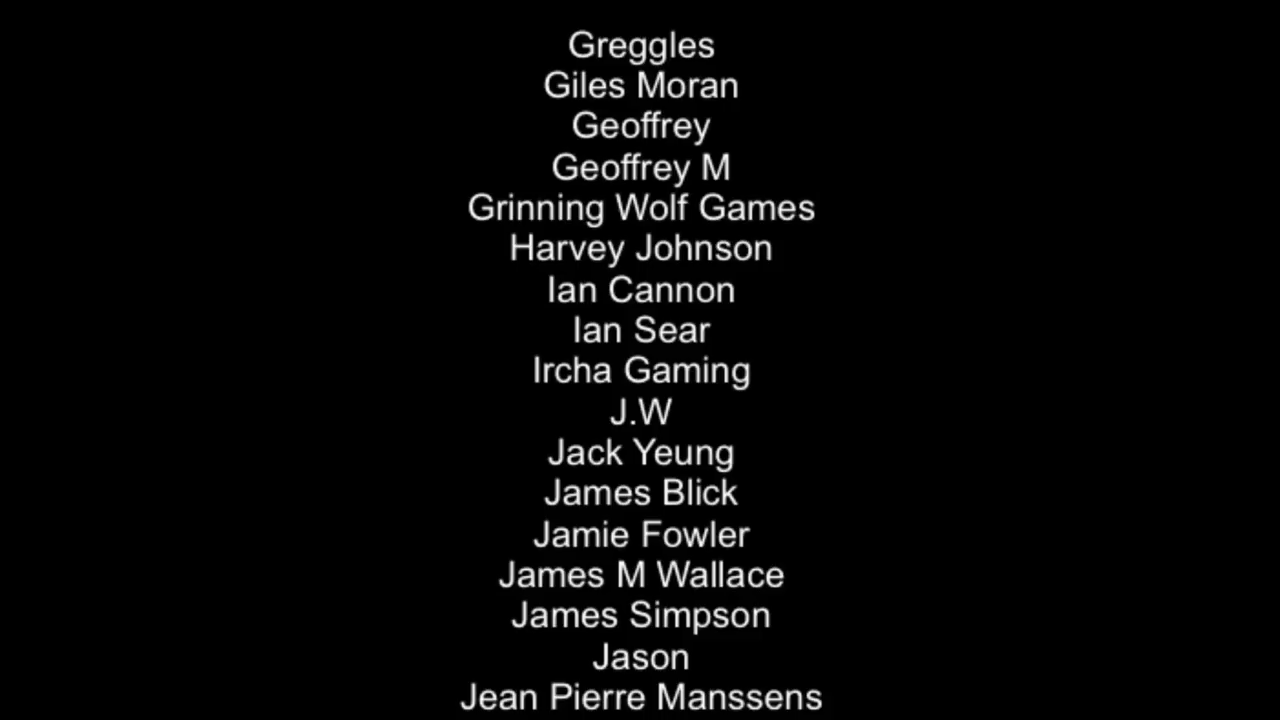 Greggles
Giles Moran
Geoffrey
Geoffrey M
Grinning Wolf Games
Harvey Johnson
Ian Cannon
Ian Sear
Ircha Gaming
J.W
Jack Yeung
James Blick
Jamie Fowler
James M Wallace
James Simpson
Jason
Jean Pierre Manssens